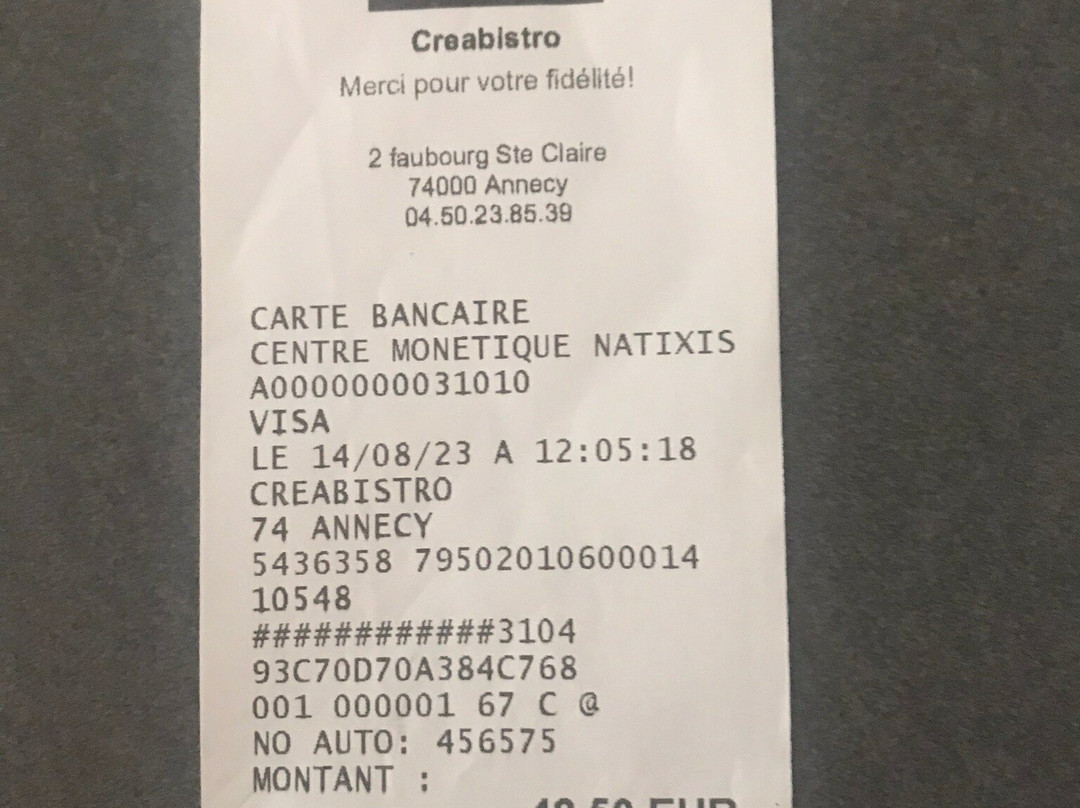 Creabistro
Merci pour votre fidélité!
2 faubourg Ste Claire
74000 Annecy
04.50.23.85.39
CARTE BANCAIRE
CENTRE MONETIQUE NATIXIS
A0000000031010
VISA
LE 14/08/23 A 12:05:18
CREABISTRO
74 ANNECY
5436358 79502010600014
10548
############3104
93C70D70A384C768
001 000001 67 C @
NO AUTO: 456575
MONTANT :
EUR